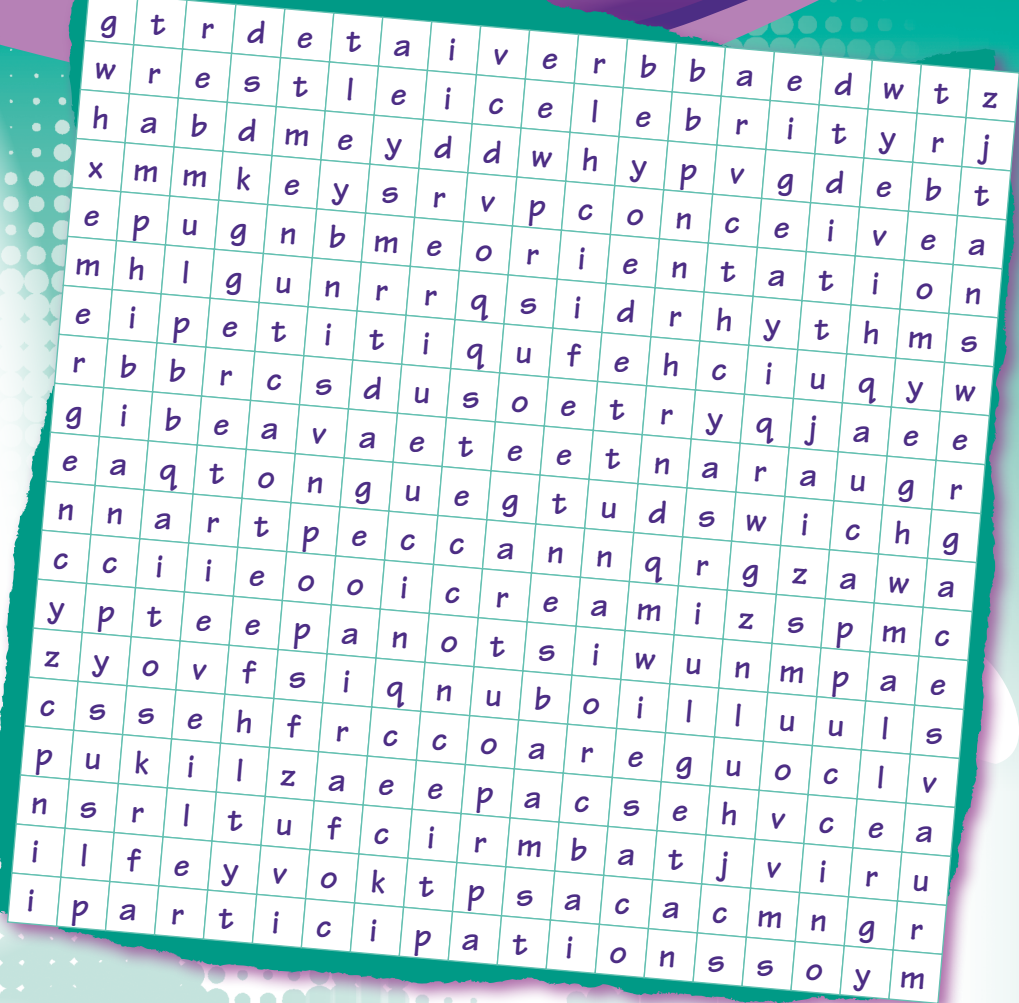 g t r d e t a i v e r b b a e d w t z
w r e s t l e i c e l e b r i t y r j
h a b d m e y d d w h y p v g d e b t
x m m k e y s r v p c o n c e i v e a
e p u g n b m e o r i e n t a t i o n
m h l g u n r r q s i d r h y t h m s
e i p e t i t i q u f e h c i u q y w
r b b r c s d u s o e t r y q j a e e
g i b e a v a e t e e t n a r a u g r
e a q t o n g u e g t u d s w i c h g
n n a r t p e c c a n n q r g z a w a
c c i i e o o i c r e a m i z s p m c
y p t e e p a n o t s i w u n m p a e
z y o v f s i q n u b o i l l u u l s
c s s e h f r c c o a r e g u o c l v
p u k i l z a e e p a c s e h v c e a
n s r l t u f c i r m b a t j v i r u
i l f e y v o k t p s a c a c m n g r
i p a r t i c i p a t i o n s s o y m